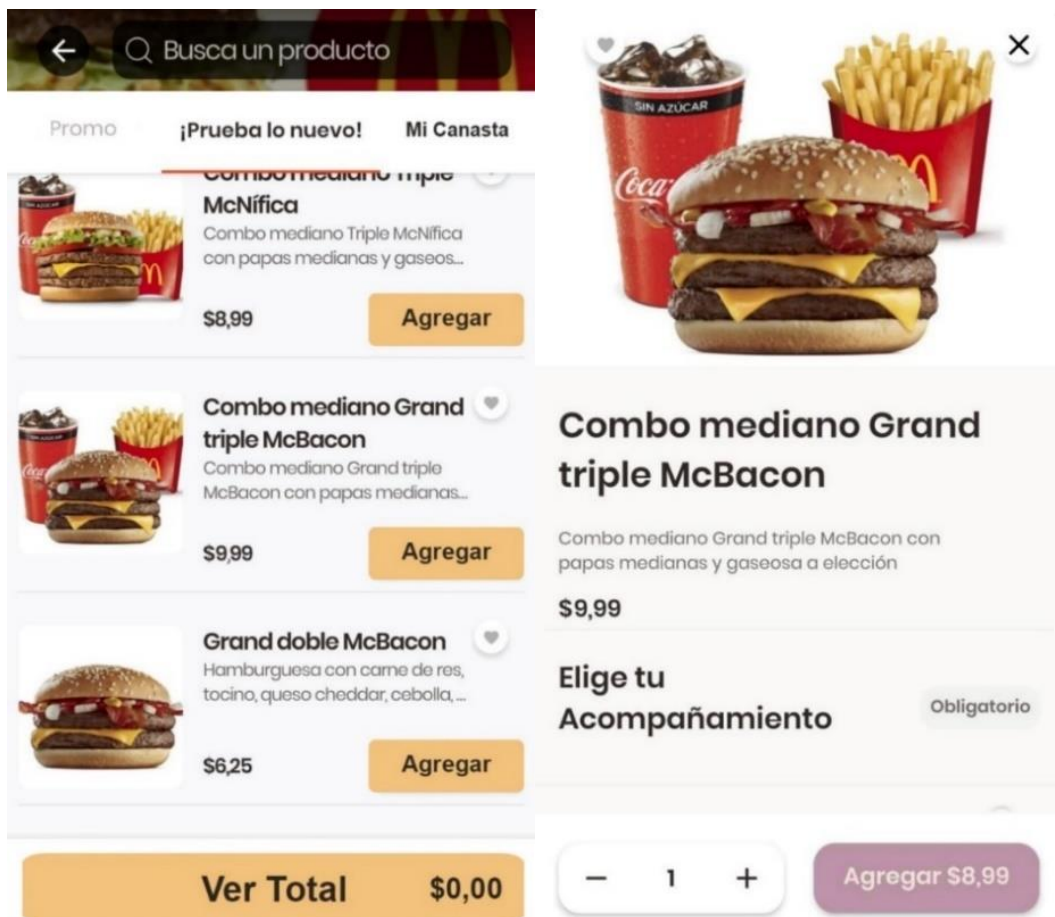 Busca un producto
Promo ¡Prueba lo nuevo! Mi Canasta
Combo mediano Triple
McNífica
Combo mediano Triple McNífica
con papas medianas y gaseos...
$8,99 Agregar
Combo mediano Grand
triple McBacon
Combo mediano Grand triple
McBacon con papas medianas...
$9,99 Agregar
Grand doble McBacon
Hamburguesa con carne de res,
tocino, queso cheddar, cebolla, ...
$6,25 Agregar
Ver Total $0,00
SIN AZÚCAR
Coca
Combo mediano Grand
triple McBacon
Combo mediano Grand triple McBacon con
papas medianas y gaseosa a elección
$9,99
Elige tu
Acompañamiento
Obligatorio
− 1 + Agregar $8,99